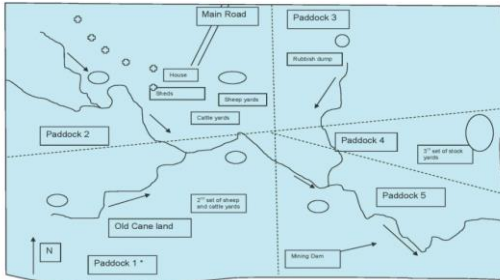 Main Road
Paddock 3
House
Rubbish dump
Sheds
Sheep yards
Cattle yards
Paddock 2
Paddock 4
3rd set of stock
yards
2nd set of sheep
and cattle yards
Paddock 5
Old Cane land
N
Mining Dam
Paddock 1 *